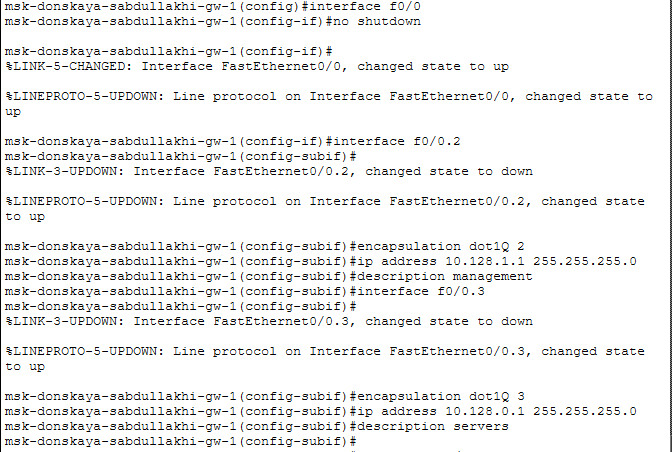 msk-donskaya-sabdullakhi-gw-1(config)#interface f0/0
msk-donskaya-sabdullakhi-gw-1(config-if)#no shutdown
msk-donskaya-sabdullakhi-gw-1(config-if)#
%LINK-5-CHANGED: Interface FastEthernet0/0, changed state to up
%LINEPROTO-5-UPDOWN: Line protocol on Interface FastEthernet0/0, changed state to
up
msk-donskaya-sabdullakhi-gw-1(config-if)#interface f0/0.2
msk-donskaya-sabdullakhi-gw-1(config-subif)#
%LINK-3-UPDOWN: Interface FastEthernet0/0.2, changed state to down
%LINEPROTO-5-UPDOWN: Line protocol on Interface FastEthernet0/0.2, changed state
to up
msk-donskaya-sabdullakhi-gw-1(config-subif)#encapsulation dot1Q 2
msk-donskaya-sabdullakhi-gw-1(config-subif)#ip address 10.128.1.1 255.255.255.0
msk-donskaya-sabdullakhi-gw-1(config-subif)#description management
msk-donskaya-sabdullakhi-gw-1(config-subif)#interface f0/0.3
msk-donskaya-sabdullakhi-gw-1(config-subif)#
%LINK-3-UPDOWN: Interface FastEthernet0/0.3, changed state to down
%LINEPROTO-5-UPDOWN: Line protocol on Interface FastEthernet0/0.3, changed state
to up
msk-donskaya-sabdullakhi-gw-1(config-subif)#encapsulation dot1Q 3
msk-donskaya-sabdullakhi-gw-1(config-subif)#ip address 10.128.0.1 255.255.255.0
msk-donskaya-sabdullakhi-gw-1(config-subif)#description servers
msk-donskaya-sabdullakhi-gw-1(config-subif)#